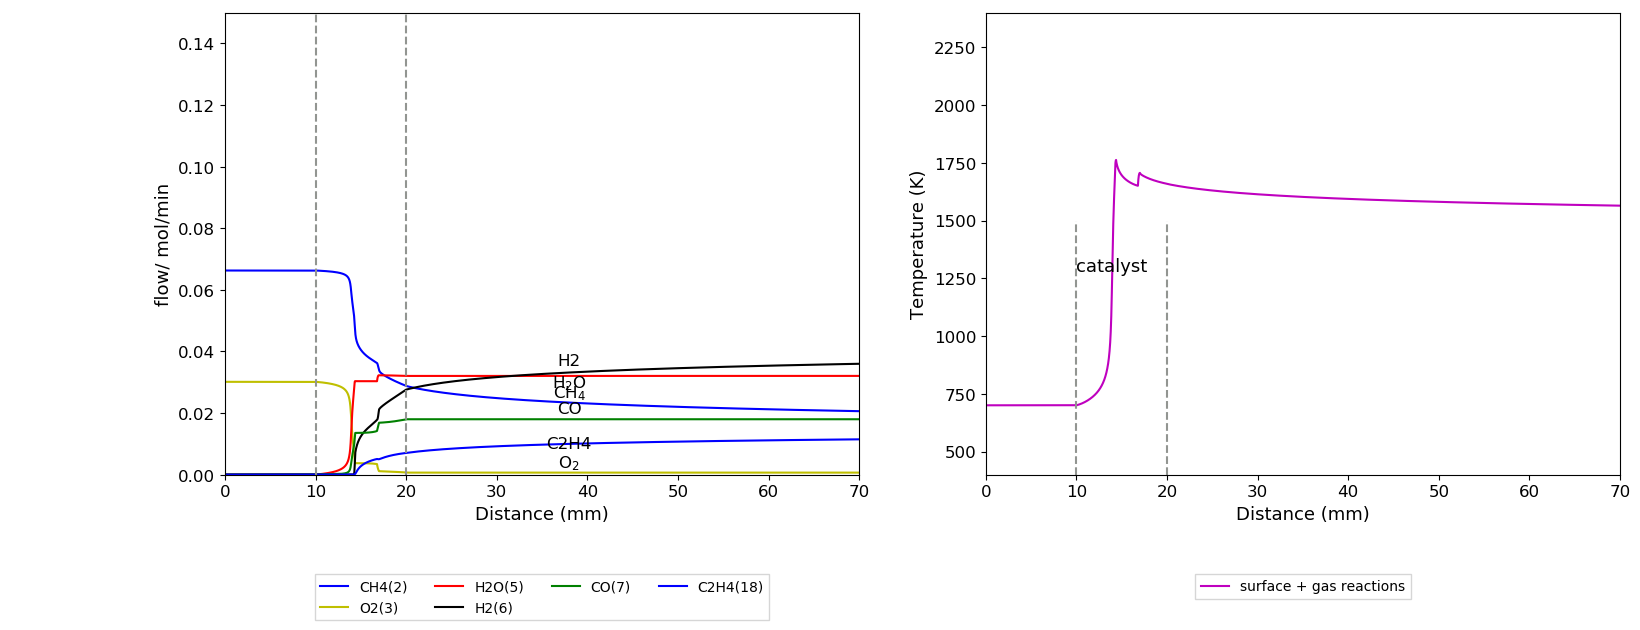 0.14
0.12
0.10
0.08
0.06
0.04
0.02
0.00
flow/ mol/min
H2
H₂O
CH₄
CO
C2H4
O₂
0 10 20 30 40 50 60 70
Distance (mm)
CH4(2) H2O(5) CO(7) C2H4(18)
O2(3) H2(6)
2250
2000
1750
1500
1250
1000
750
500
Temperature (K)
catalyst
0 10 20 30 40 50 60 70
Distance (mm)
surface + gas reactions